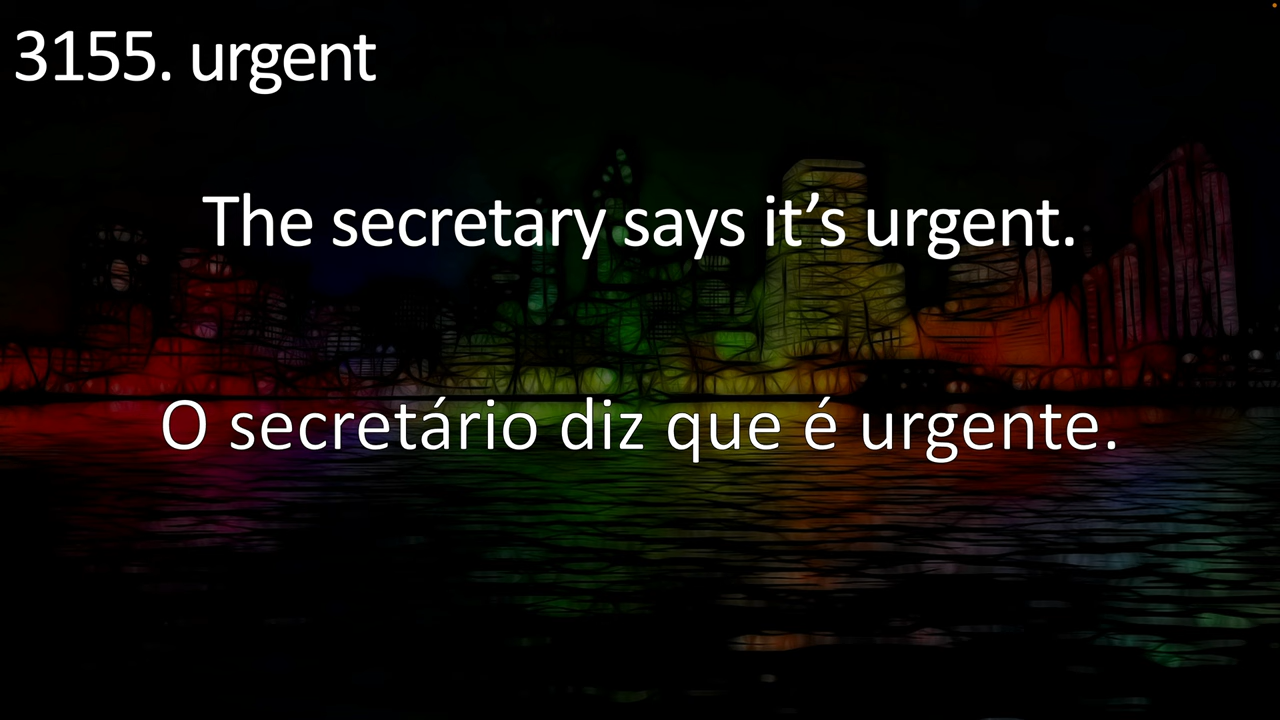 3155. urgent
The secretary says it’s urgent.
O secretário diz que é urgente.